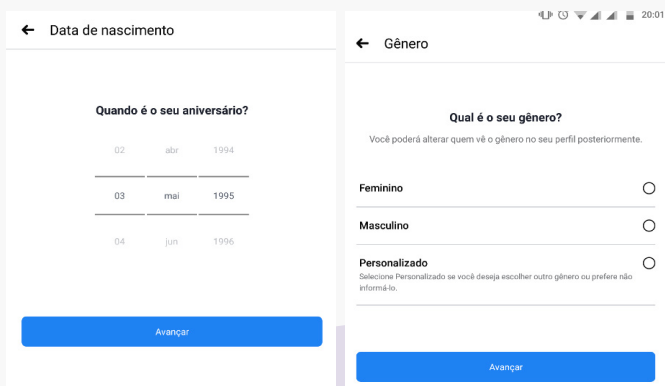 Data de nascimento
Quando é o seu aniversário?
02 abr 1994
03 mai 1995
04 jun 1996
Avançar
20:01
Gênero
Qual é o seu gênero?
Você poderá alterar quem vê o gênero no seu perfil posteriormente.
Feminino
Masculino
Personalizado
Selecione Personalizado se você deseja escolher outro gênero ou prefere não
informá-lo.
Avançar